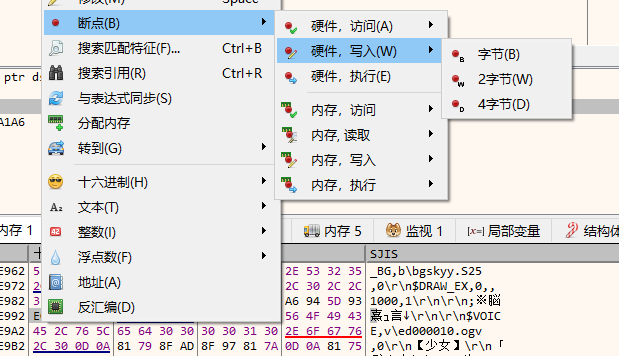 修改(M) Space
断点(B)
搜索匹配特征(F)... Ctrl+B
搜索引用(R) Ctrl+R
与表达式同步(S)
分配内存
转到(G)
十六进制(H)
文本(T)
整数(I)
浮点数(F)
地址(A)
反汇编(D)
硬件，访问(A)
硬件，写入(W)
硬件，执行(E)
内存，访问
内存, 读取
内存，写入
内存，执行
字节(B)
2字节(W)
4字节(D)
ptr d
A1A6
内存 1
内存 5
监视 1
[x]=局部变量
结构体
SJIS
E962 2E 53 32 35 _BG,b\bgskyy.S25
E972 2C 30 2C 2C ,0,\r\n$DRAW_EX,0,,
E982 A6 94 5D 93 1000,1\r\n\r\n;※脳
E992 56 4F 49 43 \r\n\r\n$VOIC
E9A2 45 2C 76 5C 65 64 30 30 30 30 31 30 2E 6F 67 76 E,v\ed000010.ogv
E9B2 2C 30 0D 0A 81 79 8F AD 8F 97 81 7A 0D 0A 81 75 ,0\r\n【少女】\r\n「